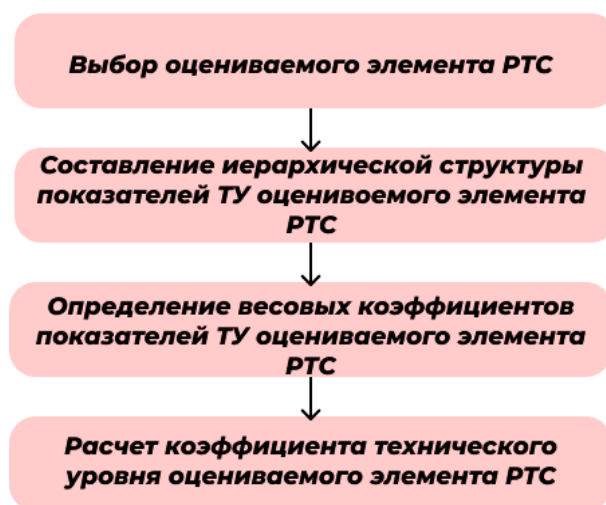 Выбор оцениваемого элемента РТС
Составление иерархической структуры
показателей ТУ оценивоемого элемента
РТС
Определение весовых коэффициентов
показателей ТУ оцениваемого элемента
РТС
Расчет коэффициента технического
уровня оцениваемого элемента РТС